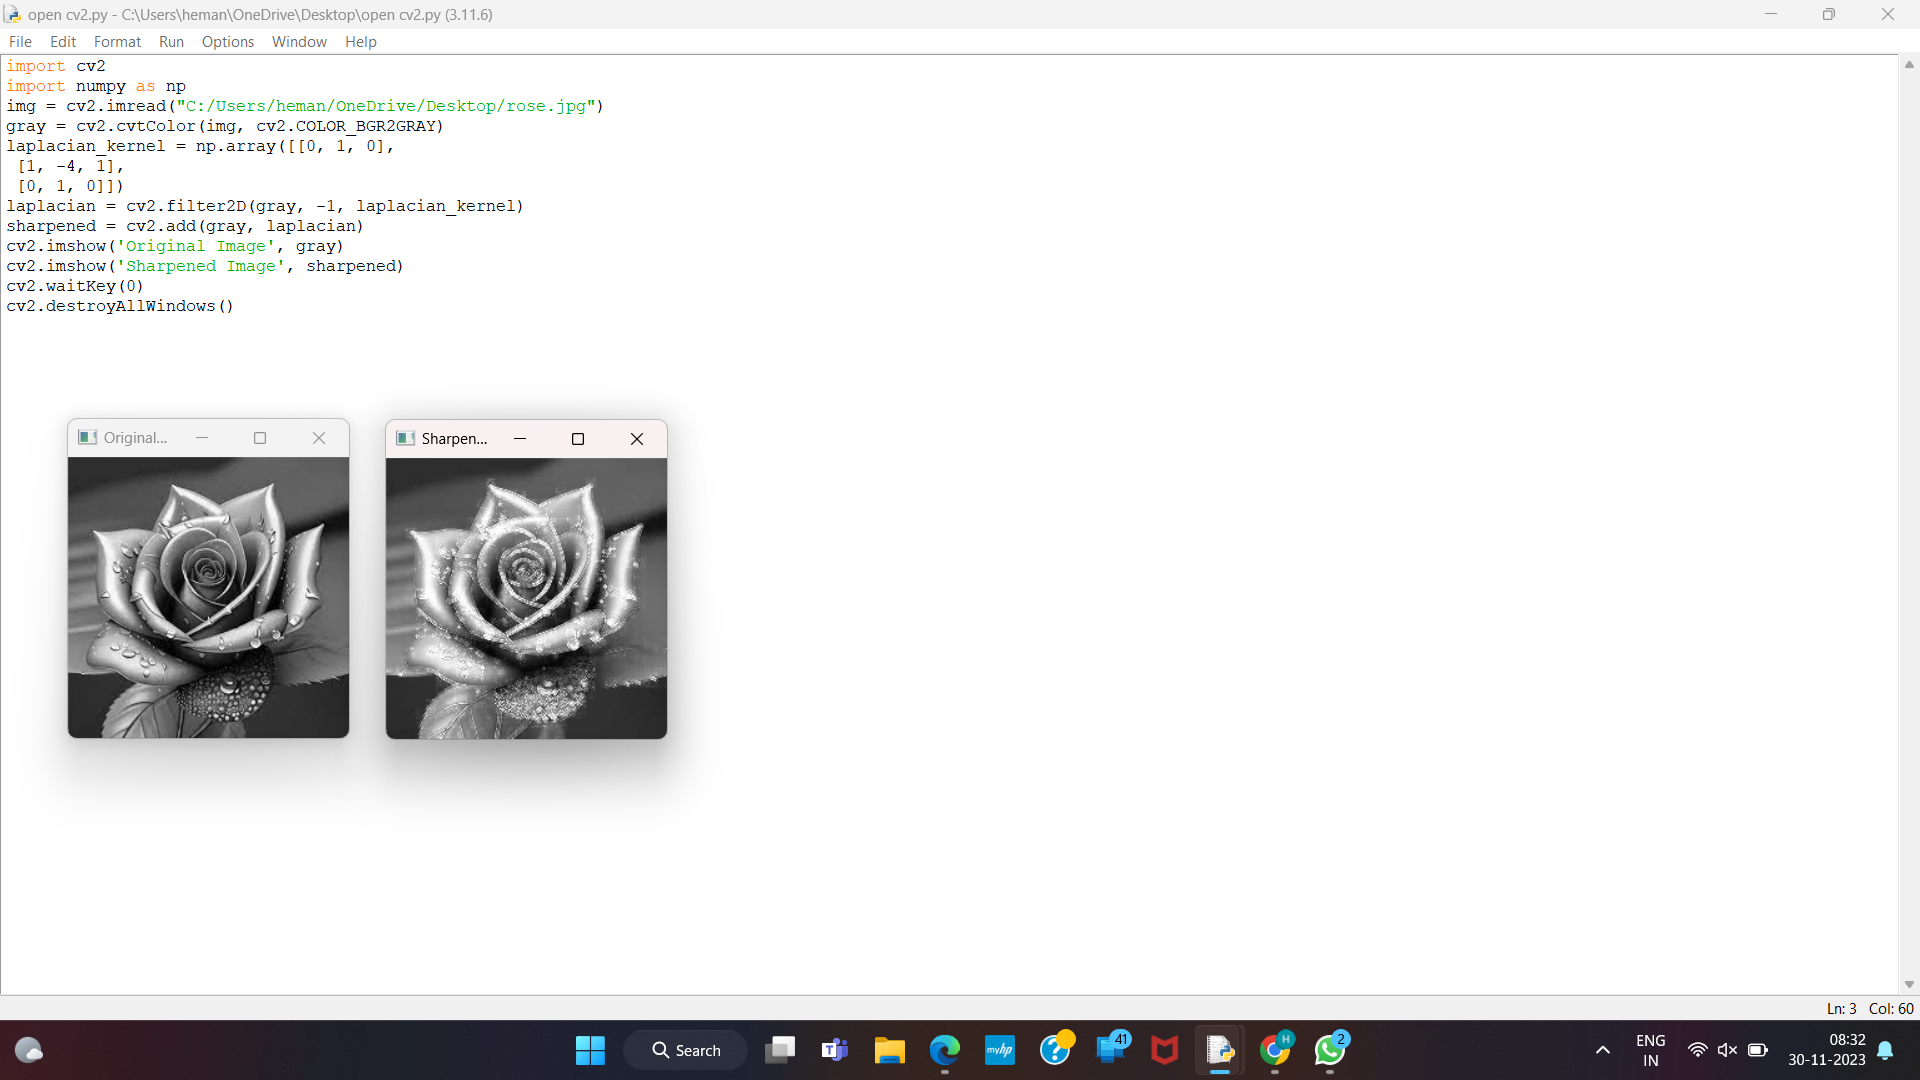 open cv2.py - C:\Users\heman\OneDrive\Desktop\open cv2.py (3.11.6)
File Edit Format Run Options Window Help
import cv2
import numpy as np
img = cv2.imread("C:/Users/heman/OneDrive/Desktop/rose.jpg")
gray = cv2.cvtColor(img, cv2.COLOR_BGR2GRAY)
laplacian_kernel = np.array([[0, 1, 0],
 [1, -4, 1],
 [0, 1, 0]])
laplacian = cv2.filter2D(gray, -1, laplacian_kernel)
sharpened = cv2.add(gray, laplacian)
cv2.imshow('Original Image', gray)
cv2.imshow('Sharpened Image', sharpened)
cv2.waitKey(0)
cv2.destroyAllWindows()
Original...
Sharpen...
Ln: 3 Col: 60
Search
myhp
41
H
2
ENG
IN
08:32
30-11-2023